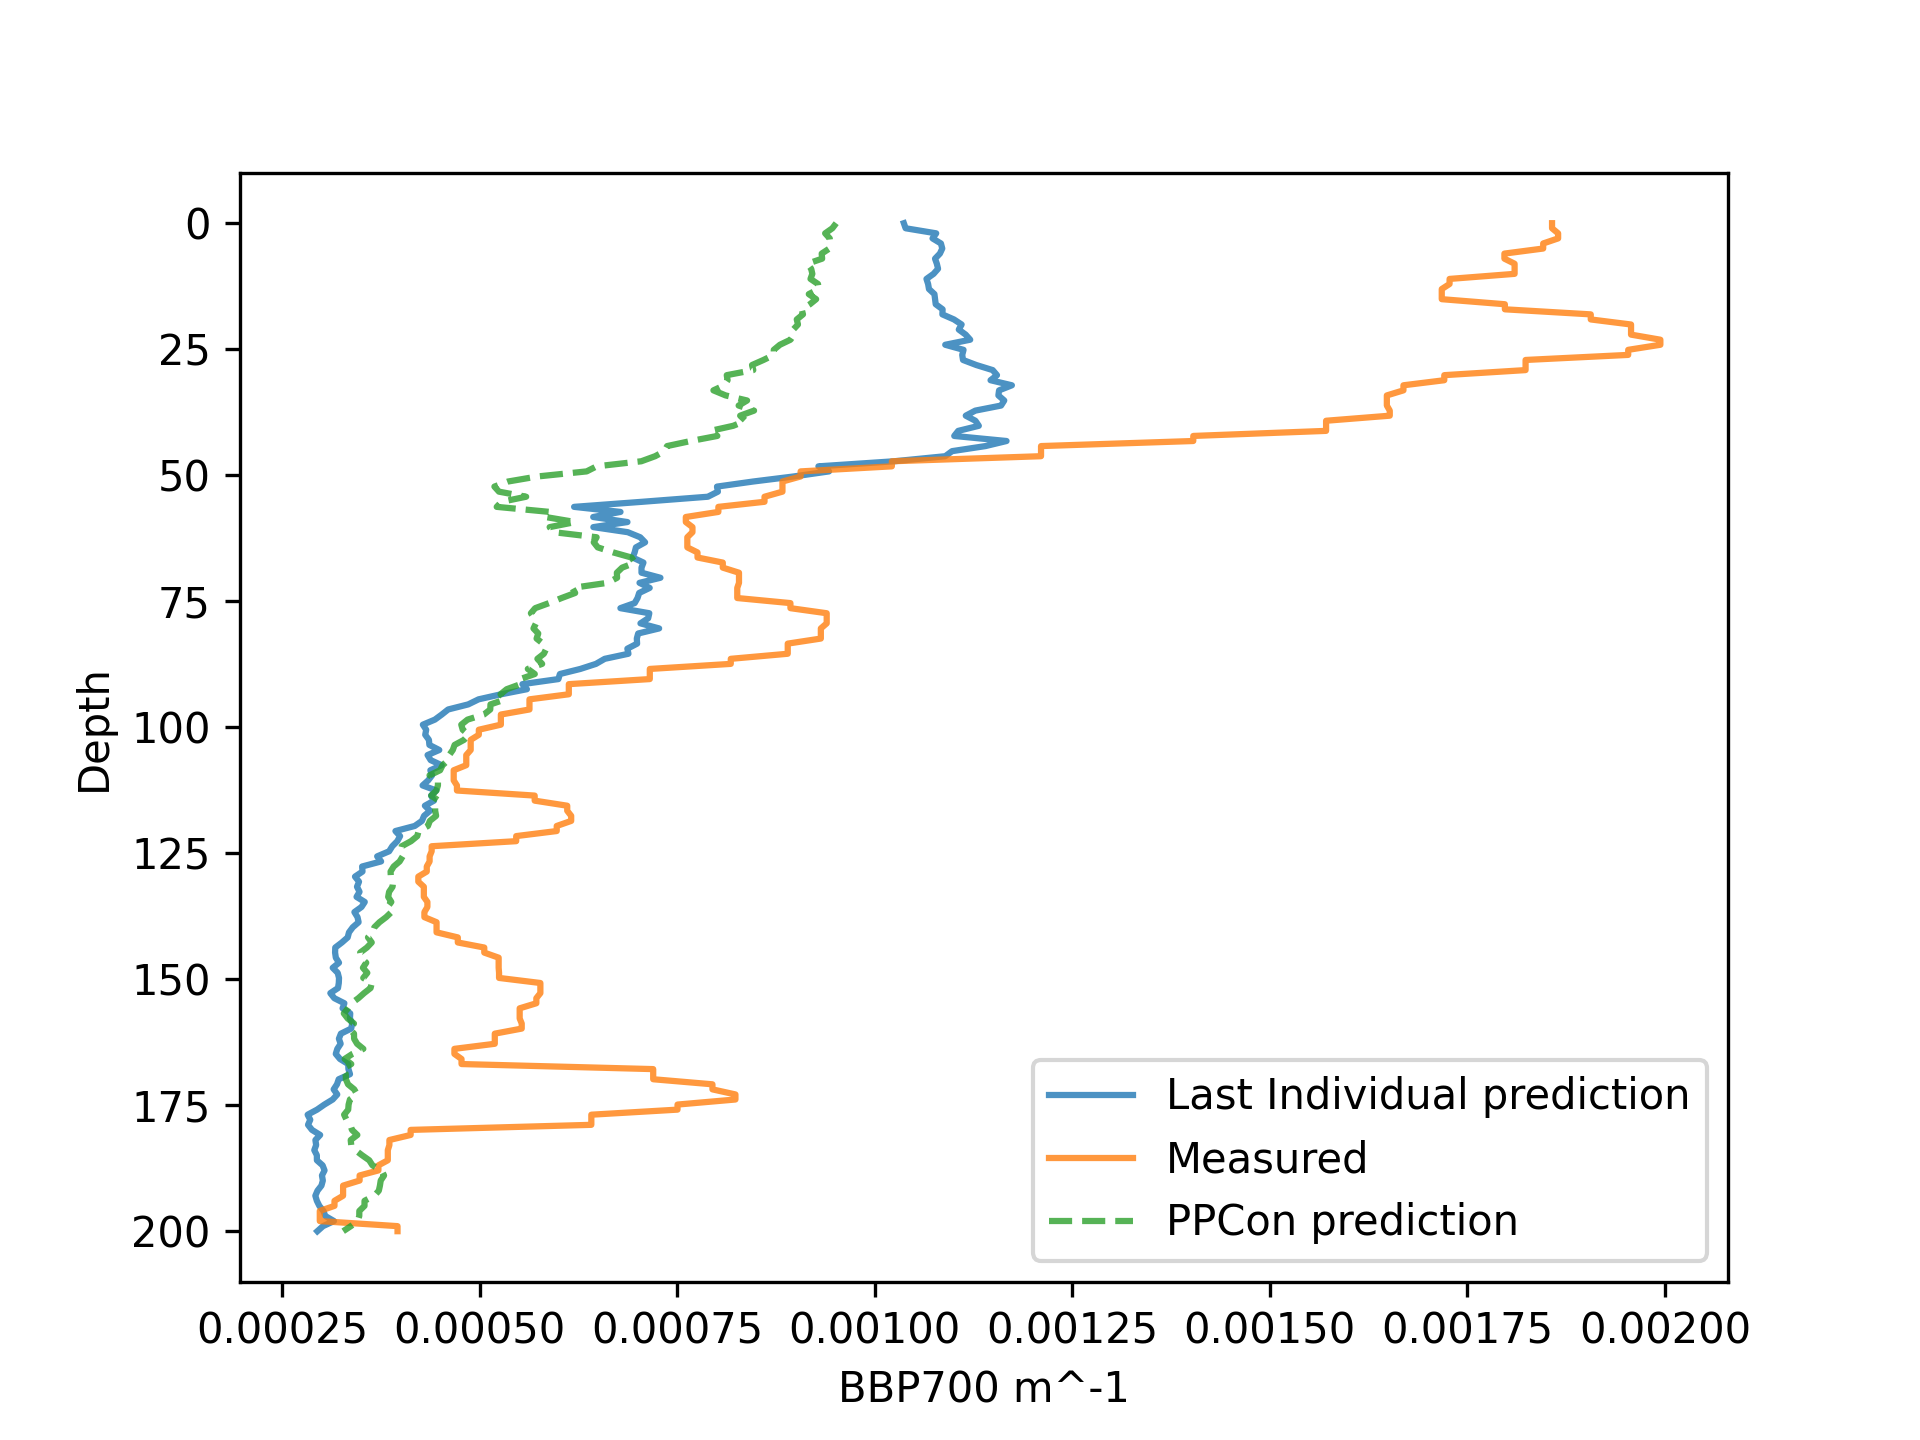 0
25
50
75
100
125
150
175
200
Depth
0.00025 0.00050 0.00075 0.00100 0.00125 0.00150 0.00175 0.00200
BBP700 m^-1
Last Individual prediction
Measured
PPCon prediction